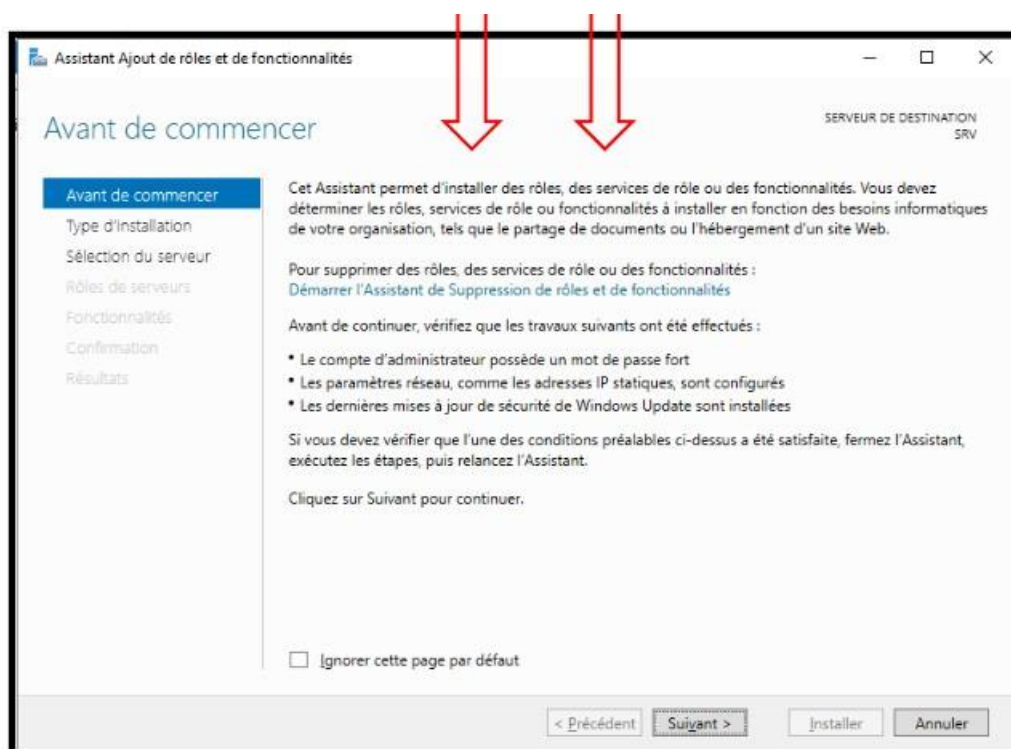 Assistant Ajout de rôles et de fonctionnalités
Avant de commencer
SERVEUR DE DESTINATION
SRV
Avant de commencer
Type d'installation
Sélection du serveur
Rôles de serveurs
Fonctionnalités
Confirmation
Résultats
Cet Assistant permet d'installer des rôles, des services de rôle ou des fonctionnalités. Vous devez
déterminer les rôles, services de rôle ou fonctionnalités à installer en fonction des besoins informatiques
de votre organisation, tels que le partage de documents ou l'hébergement d'un site Web.
Pour supprimer des rôles, des services de rôle ou des fonctionnalités :
Démarrer l'Assistant de Suppression de rôles et de fonctionnalités
Avant de continuer, vérifiez que les travaux suivants ont été effectués :
• Le compte d'administrateur possède un mot de passe fort
• Les paramètres réseau, comme les adresses IP statiques, sont configurés
• Les dernières mises à jour de sécurité de Windows Update sont installées
Si vous devez vérifier que l'une des conditions préalables ci-dessus a été satisfaite, fermez l'Assistant,
exécutez les étapes, puis relancez l'Assistant.
Cliquez sur Suivant pour continuer.
Ignorer cette page par défaut
< Précédent
Suivant >
Installer
Annuler